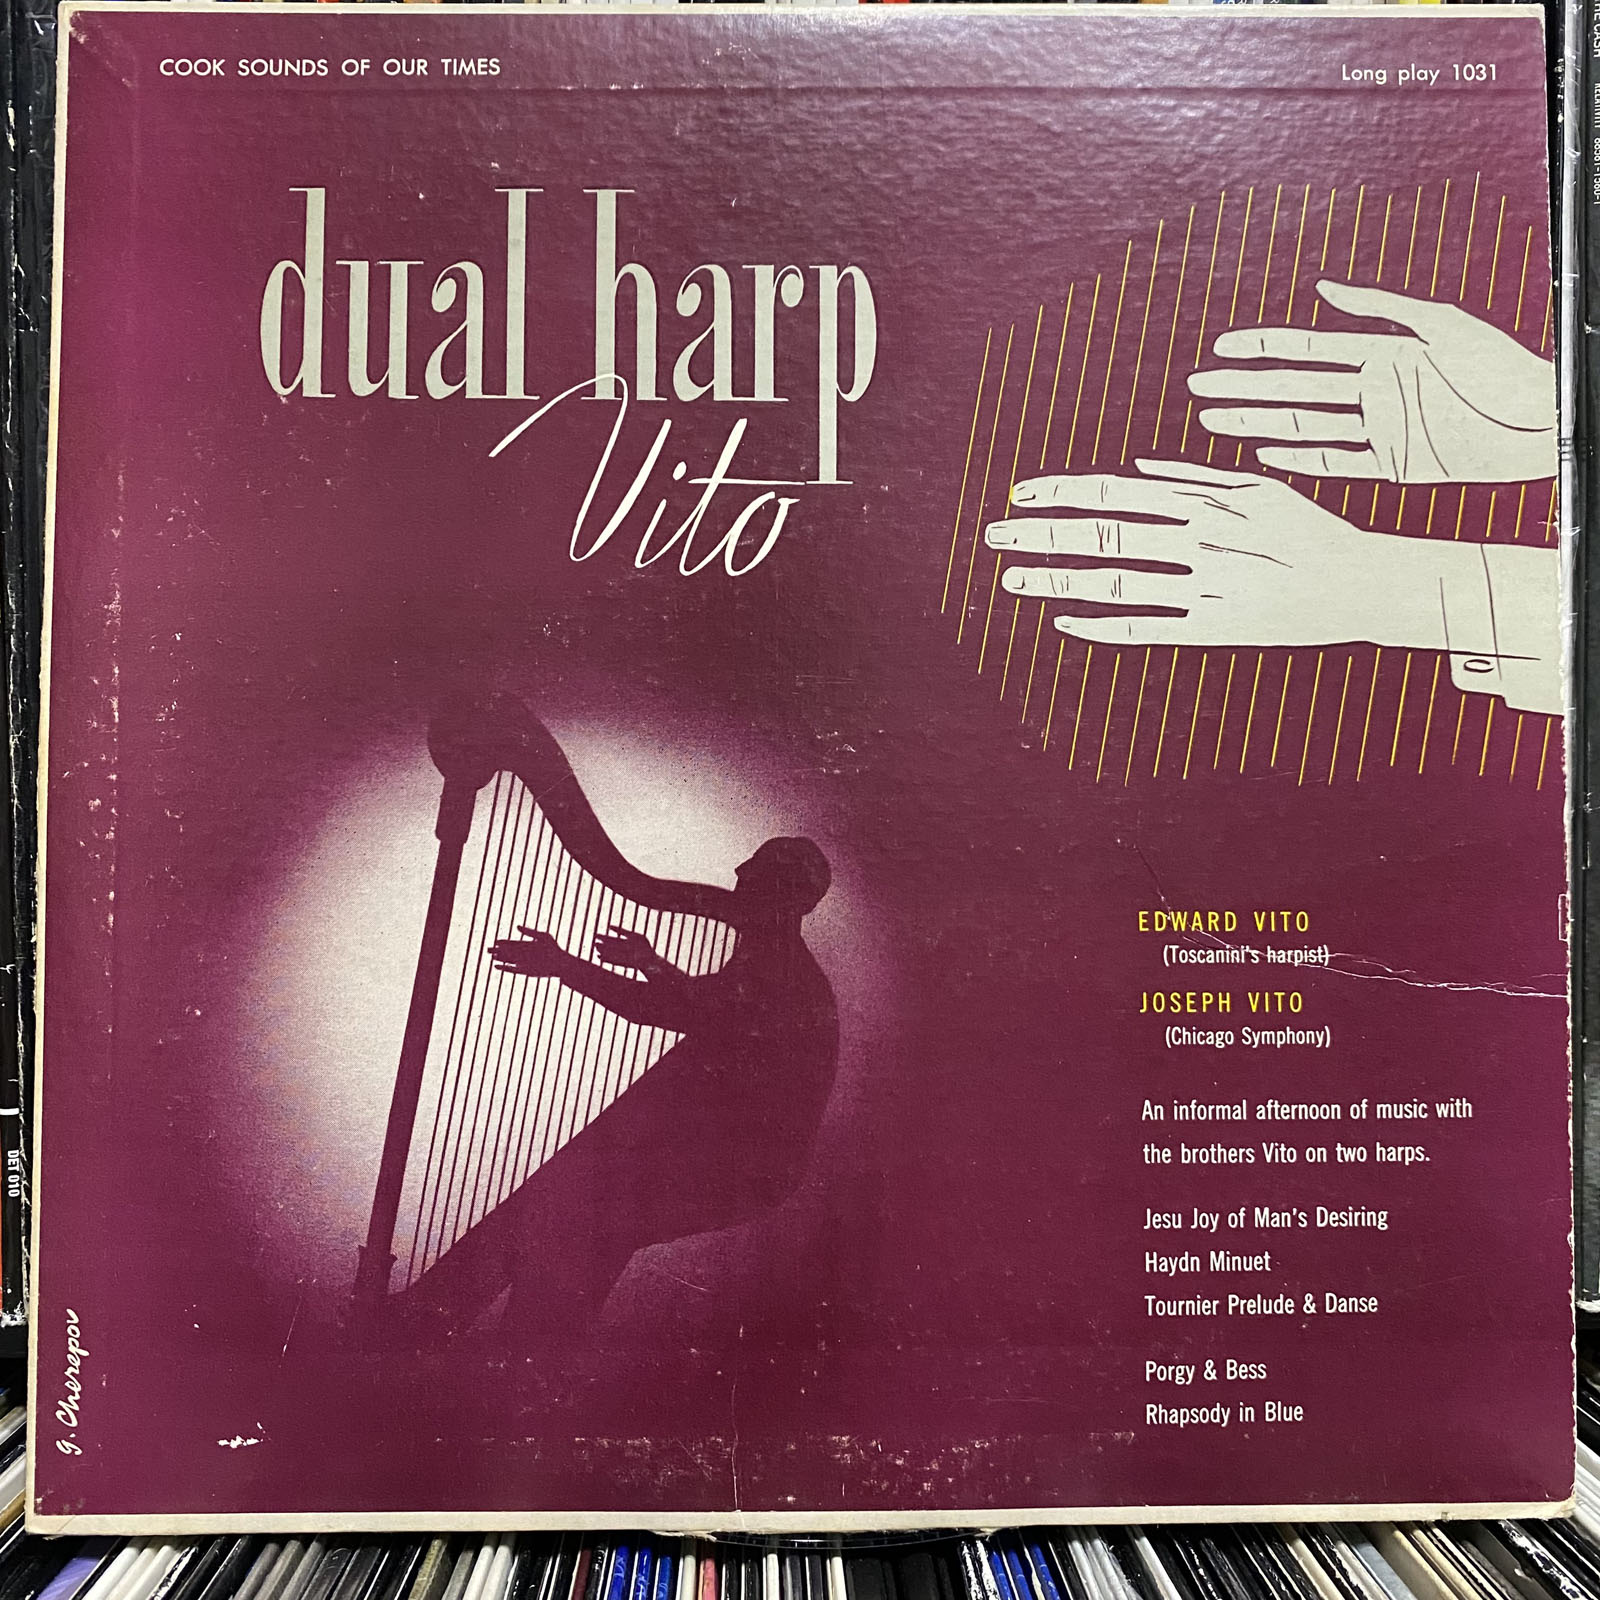 COOK SOUNDS OF OUR TIMES
Long play 1031
dual harp
Vito
EDWARD VITO
(Toscanini's harpist)
JOSEPH VITO
(Chicago Symphony)
An informal afternoon of music with
the brothers Vito on two harps.
Jesu Joy of Man's Desiring
Haydn Minuet
Tournier Prelude & Danse
Porgy & Bess
Rhapsody in Blue
g. Cherepov
DET 010